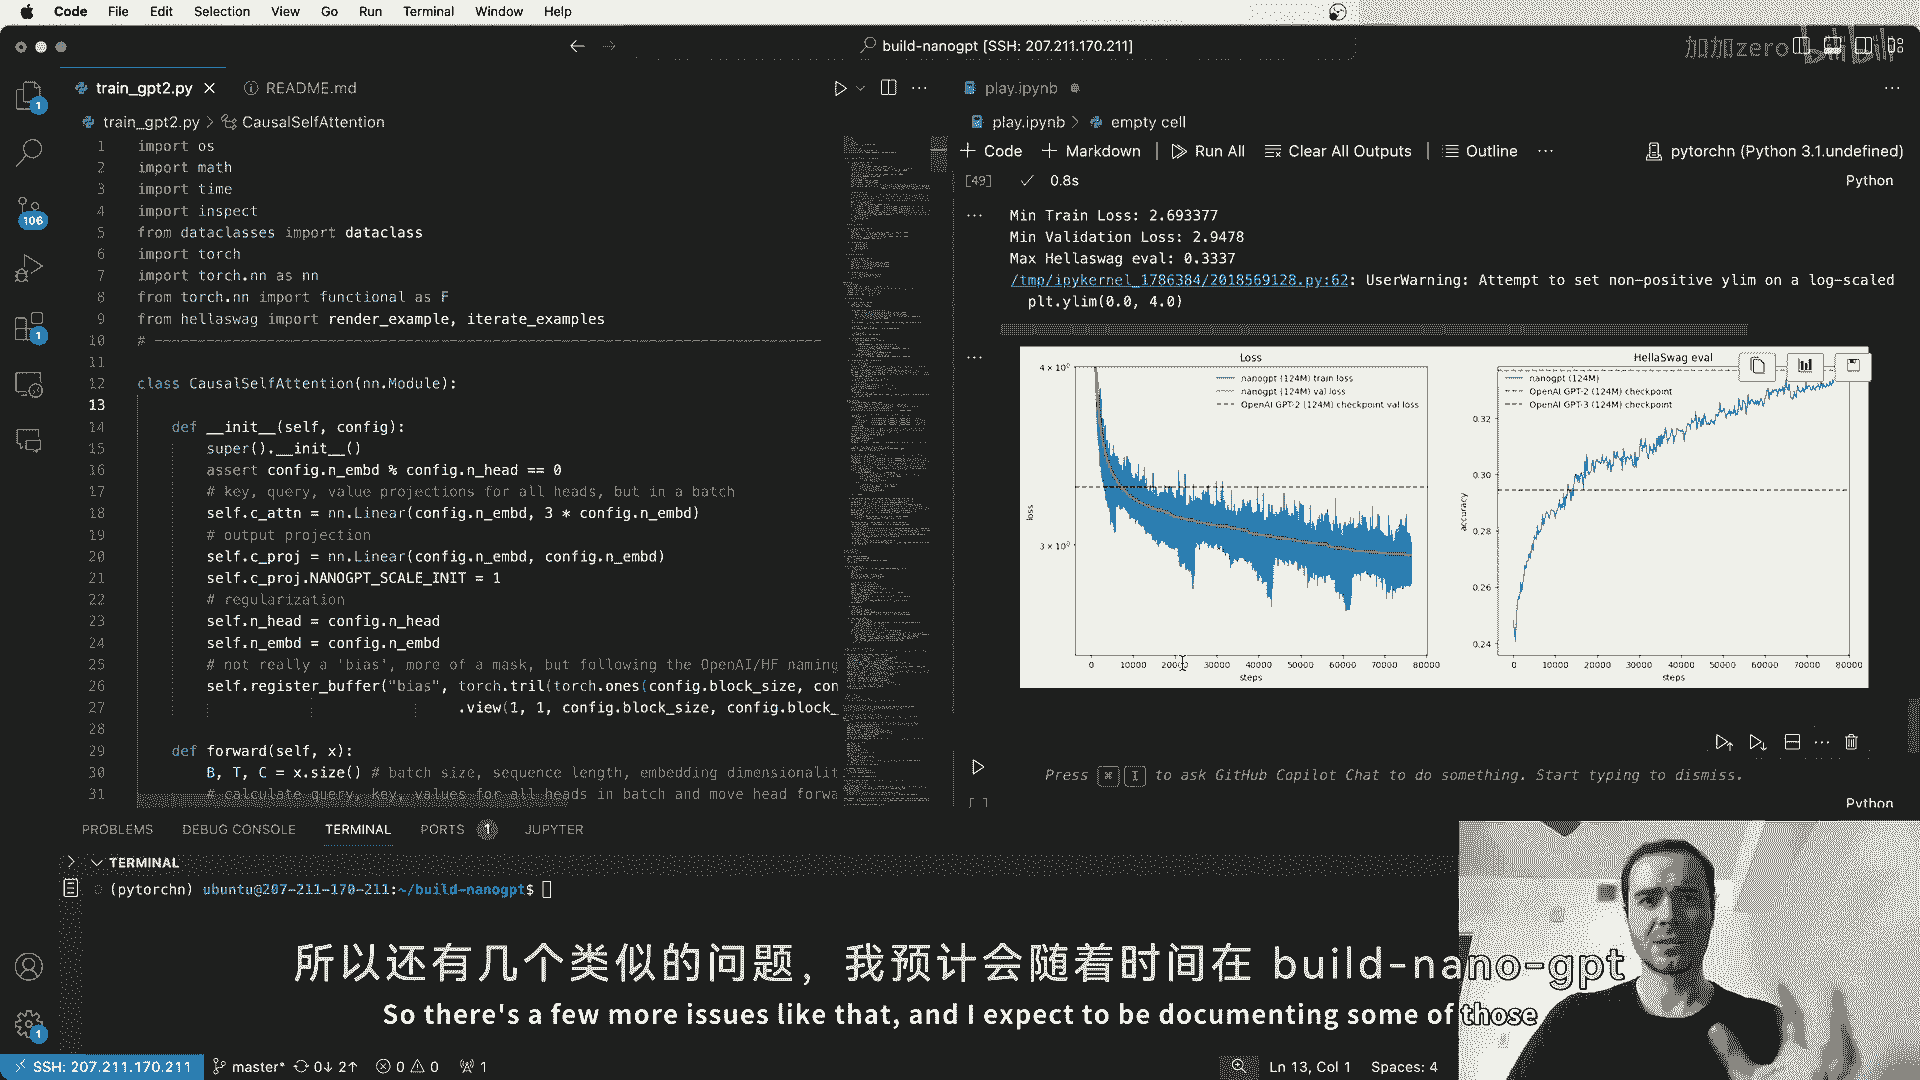 Code File Edit Selection View Go Run Terminal Window Help
build-nanogpt [SSH: 207.211.170.211]
加加zero bilibili
train_gpt2.py README.md
train_gpt2.py > CausalSelfAttention
1 import os
2 import math
3 import time
4 import inspect
5 from dataclasses import dataclass
6 import torch
7 import torch.nn as nn
8 from torch.nn import functional as F
9 from hellaswag import render_example, iterate_examples
10 # -----------------------------------------------------------------------------
11
12 class CausalSelfAttention(nn.Module):
13
14 def __init__(self, config):
15 super().__init__()
16 assert config.n_embd % config.n_head == 0
17 # key, query, value projections for all heads, but in a batch
18 self.c_attn = nn.Linear(config.n_embd, 3 * config.n_embd)
19 # output projection
20 self.c_proj = nn.Linear(config.n_embd, config.n_embd)
21 self.c_proj.NANOGPT_SCALE_INIT = 1
22 # regularization
23 self.n_head = config.n_head
24 self.n_embd = config.n_embd
25 # not really a 'bias', more of a mask, but following the OpenAI/HF naming
26 self.register_buffer("bias", torch.tril(torch.ones(config.block_size, con
27 .view(1, 1, config.block_size, config.block_
28
29 def forward(self, x):
30 B, T, C = x.size() # batch size, sequence length, embedding dimensionalit
31 # calculate query, key, values for all heads in batch and move head forwa
play.ipynb
play.ipynb > empty cell
+ Code + Markdown | Run All Clear All Outputs | Outline ... pytorchn (Python 3.1.undefined)
[49] 0.8s Python
Min Train Loss: 2.693377
Min Validation Loss: 2.9478
Max Hellaswag eval: 0.3337
/tmp/ipykernel_1786384/2018569128.py:62: UserWarning: Attempt to set non-positive ylim on a log-scaled
plt.ylim(0.0, 4.0)
Loss
nanogpt (124M) train loss
nanogpt (124M) val loss
OpenAI GPT-2 (124M) checkpoint val loss
4 × 10⁰
3 × 10⁰
loss
0 10000 20000 30000 40000 50000 60000 70000 80000
steps
HellaSwag eval
nanogpt (124M)
OpenAI GPT-2 (124M) checkpoint
OpenAI GPT-3 (124M) checkpoint
0.32
0.30
0.28
0.26
0.24
accuracy
0 10000 20000 30000 40000 50000 60000 70000 80000
steps
Press ⌘ I to ask GitHub Copilot Chat to do something. Start typing to dismiss.
[ ] Python
1
106
1
1
PROBLEMS DEBUG CONSOLE TERMINAL PORTS 1 JUPYTER
TERMINAL
(pytorchn) ubuntu@207-211-170-211:~/build-nanogpt$
所以还有几个类似的问题，我预计会随着时间在 build-nano-gpt
So there's a few more issues like that, and I expect to be documenting some of those
SSH: 207.211.170.211 master* 0↓ 2↑ 0 0 1 Ln 13, Col 1 Spaces: 4